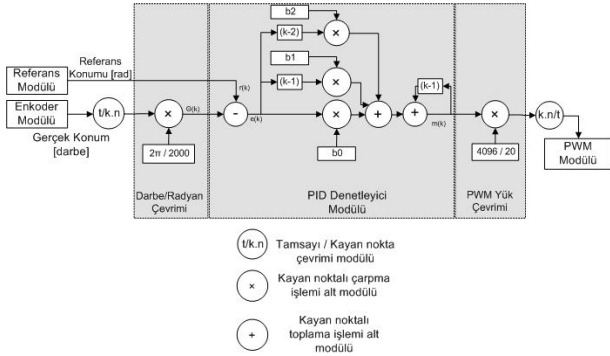 b2
(k-2)
×
b1
Referans
Konumu [rad]
(k-1)
×
(k-1)
Referans
Modülü
r(k)
Enkoder
Modülü
t/k.n
×
G(k)
-
e(k)
×
+
+
m(k)
×
k.n/t
Gerçek Konum
[darbe]
2π / 2000
b0
4096 / 20
PWM
Modülü
Darbe/Radyan
Çevrimi
PID Denetleyici
Modülü
PWM Yük
Çevrimi
t/k.n
Tamsayı / Kayan nokta
çevrimi modülü
×
Kayan noktalı çarpma
işlemi alt modülü
+
Kayan noktalı
toplama işlemi alt
modülü